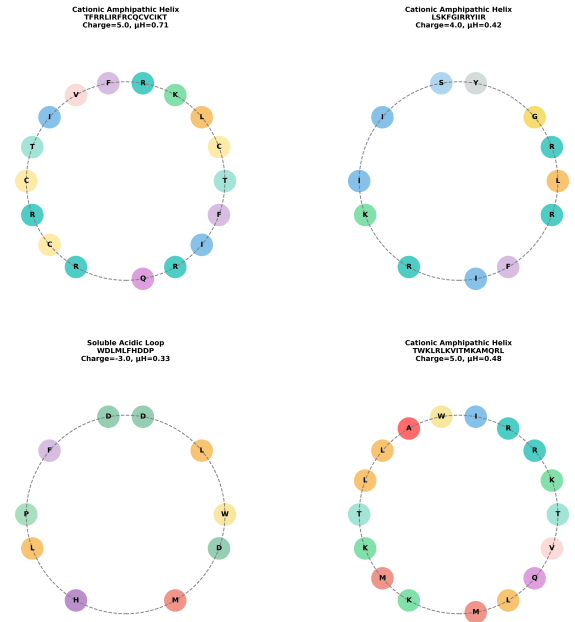 Cationic Amphipathic Helix
TFRRLIRFRCQCVCIKT
Charge=5.0, μH=0.71
F R
V K
I L
T C
C T
R F
C I
R R
Q
Cationic Amphipathic Helix
LSKFGIRRYIIR
Charge=4.0, μH=0.42
S Y
I G
R
I L
K R
R F
I
Soluble Acidic Loop
WDLMLFHDDP
Charge=-3.0, μH=0.33
D D
F L
P W
L D
H M
Cationic Amphipathic Helix
TWKLRLKVITMKAMQRL
Charge=5.0, μH=0.48
W I
A R
L R
L K
T T
K V
M Q
K L
M